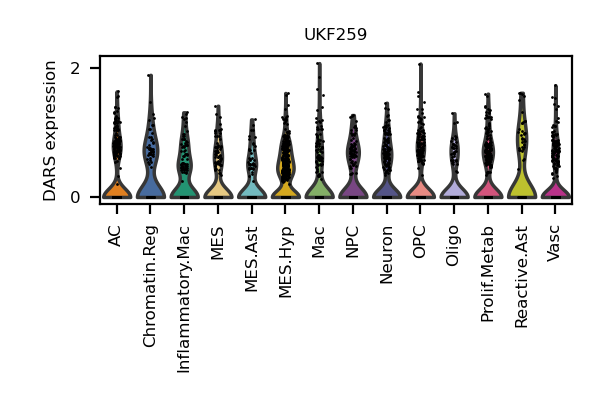 UKF259
DARS expression
2
0
AC
Chromatin.Reg
Inflammatory.Mac
MES
MES.Ast
MES.Hyp
Mac
NPC
Neuron
OPC
Oligo
Prolif.Metab
Reactive.Ast
Vasc